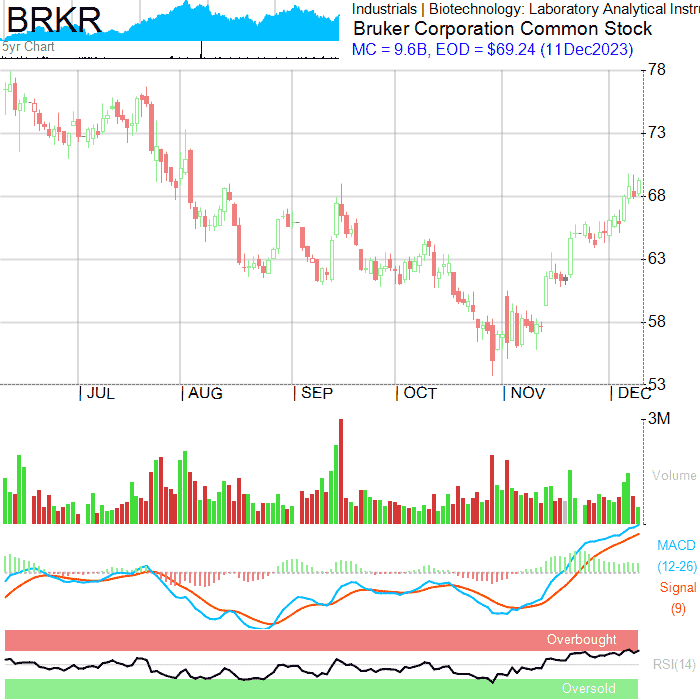 BRKR
5yr Chart
Industrials | Biotechnology: Laboratory Analytical Instru
Bruker Corporation Common Stock
MC = 9.6B, EOD = $69.24 (11Dec2023)
78
73
68
63
58
53
| JUL | AUG | SEP | OCT | NOV | DEC
3M
Volume
MACD
(12-26)
Signal
(9)
Overbought
RSI(14)
Oversold